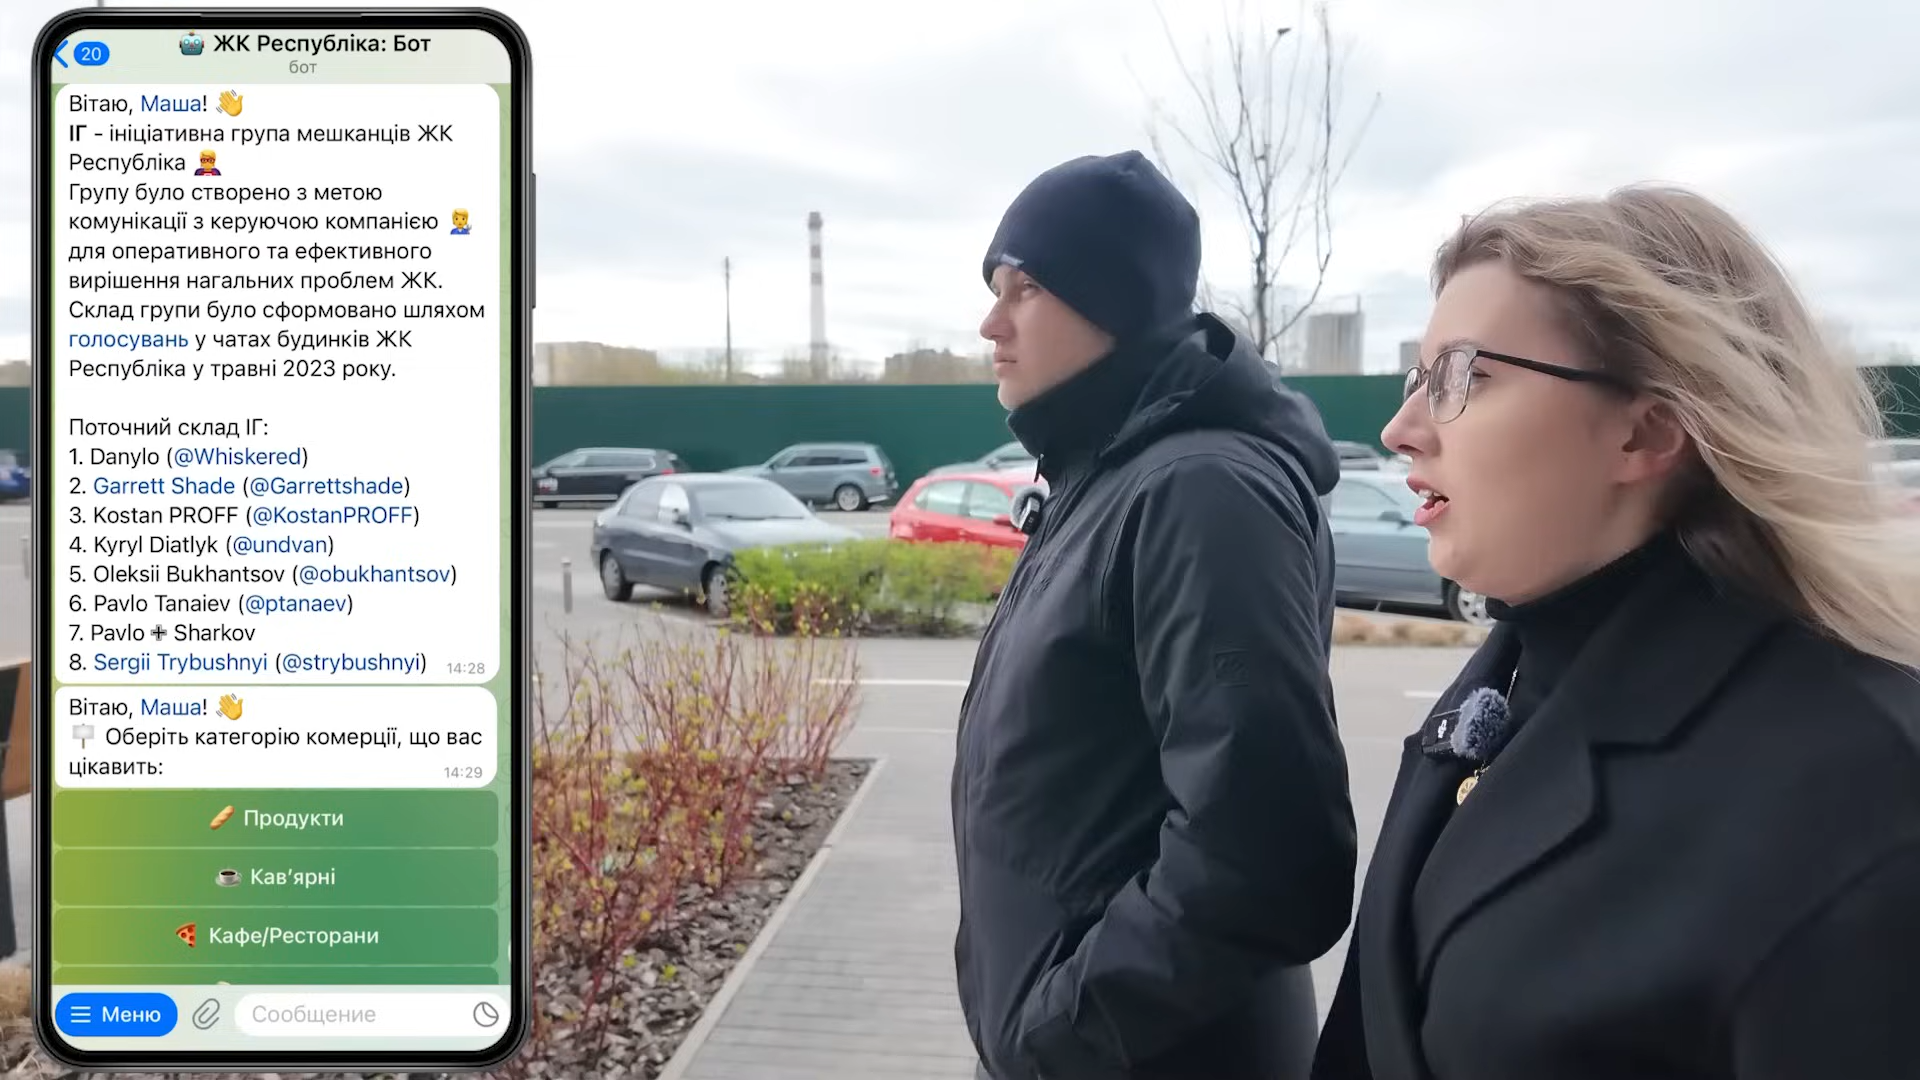 20
🤖 ЖК Республіка: Бот
бот
Вітаю, Маша! 👋
ІГ - ініціативна група мешканців ЖК
Республіка
Групу було створено з метою
комунікації з керуючою компанією
для оперативного та ефективного
вирішення нагальних проблем ЖК.
Склад групи було сформовано шляхом
голосувань у чатах будинків ЖК
Республіка у травні 2023 року.
Поточний склад ІГ:
1. Danylo (@Whiskered)
2. Garrett Shade (@Garrettshade)
3. Kostan PROFF (@KostanPROFF)
4. Kyryl Diatlyk (@undvan)
5. Oleksii Bukhantsov (@obukhantsov)
6. Pavlo Tanaiev (@ptanaev)
7. Pavlo ✙ Sharkov
8. Sergii Trybushnyi (@strybushnyi)
14:28
Вітаю, Маша! 👋
🪧 Оберіть категорію комерції, що вас
цікавить:
14:29
🥖 Продукти
☕ Кав’ярні
🍕 Кафе/Ресторани
Меню
Сообщение